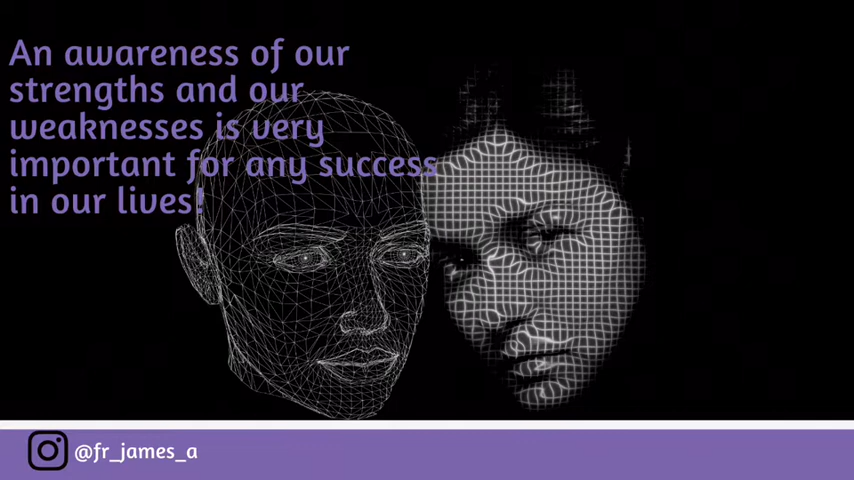 An awareness of our
strengths and our
weaknesses is very
important for any success
in our lives!
@fr_james_a